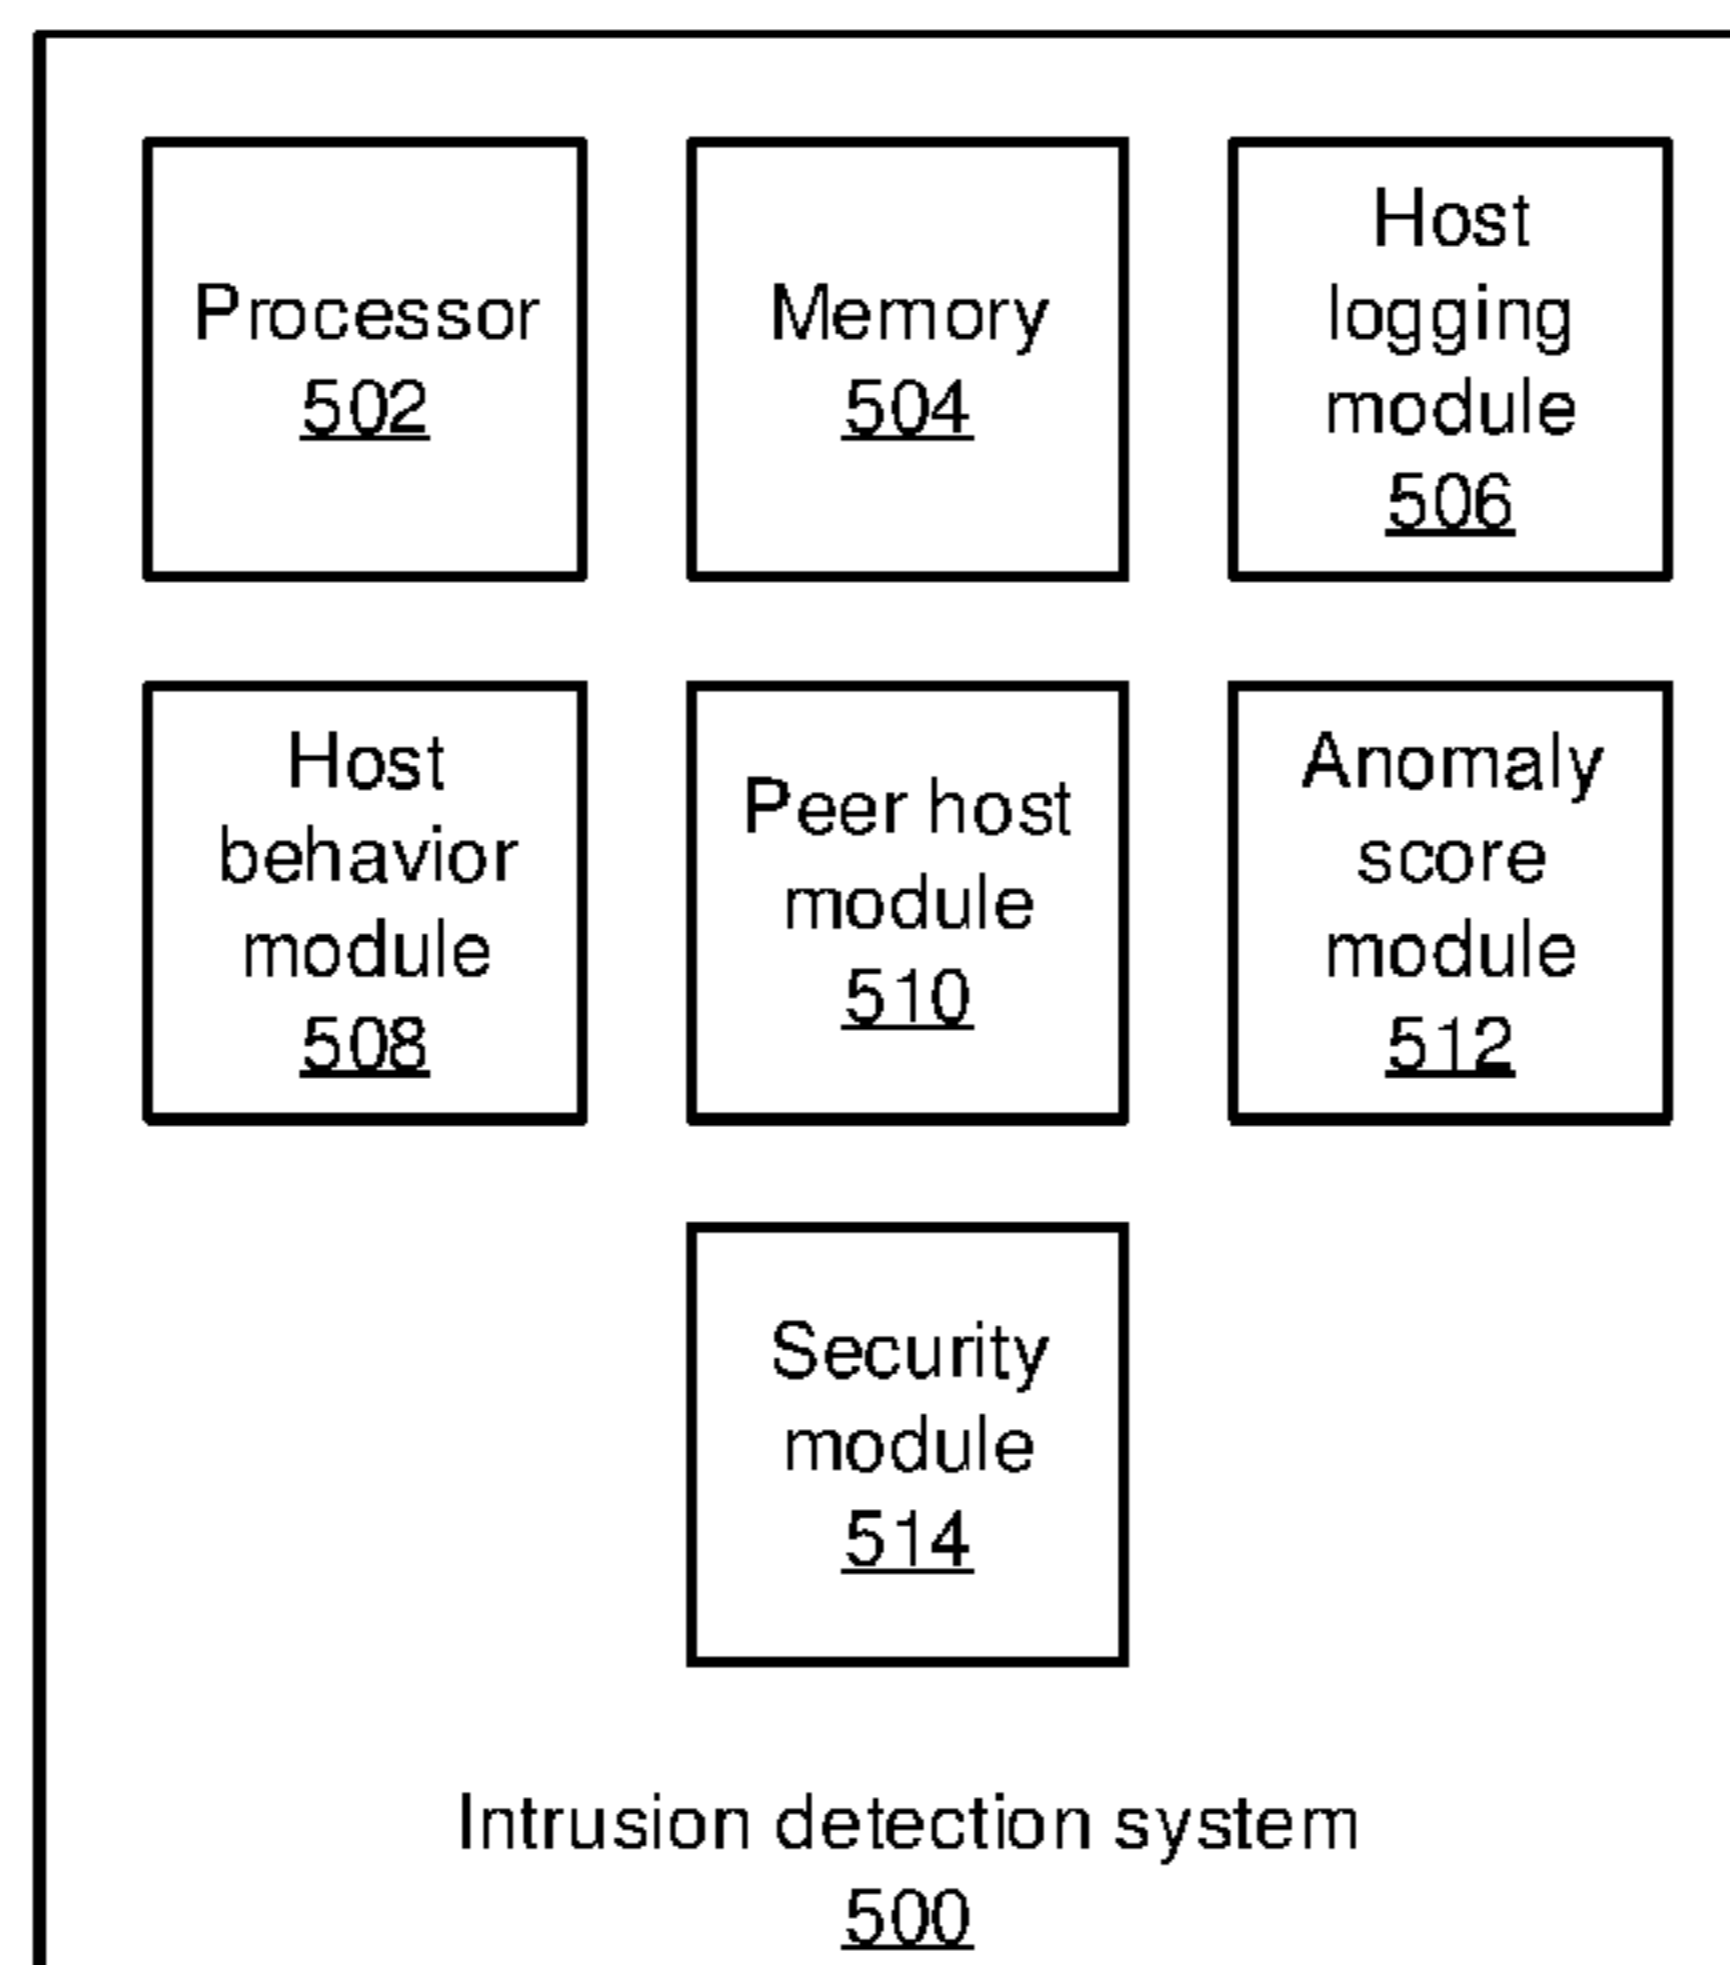 Processor
502
Memory
504
Host
logging
module
506
Host
behavior
module
508
Peer host
module
510
Anomaly
score
module
512
Security
module
514
Intrusion detection system
500